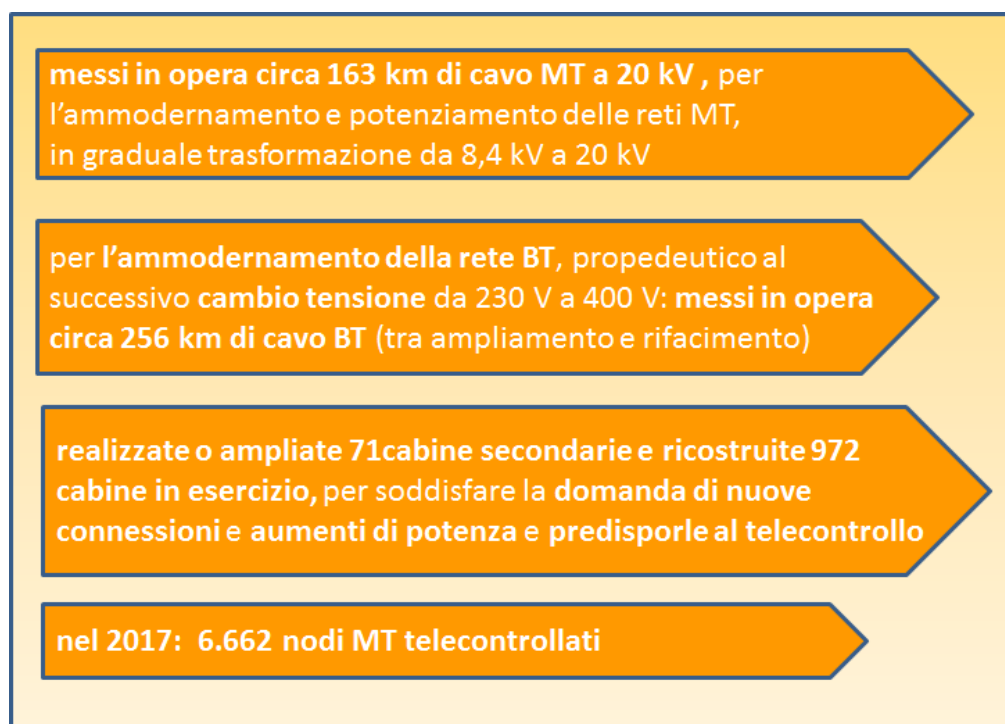 messi in opera circa 163 km di cavo MT a 20 kV , per
l'ammodernamento e potenziamento delle reti MT,
in graduale trasformazione da 8,4 kV a 20 kV
per l'ammodernamento della rete BT, propedeutico al
successivo cambio tensione da 230 V a 400 V: messi in opera
circa 256 km di cavo BT (tra ampliamento e rifacimento)
realizzate o ampliate 71cabine secondarie e ricostruite 972
cabine in esercizio, per soddisfare la domanda di nuove
connessioni e aumenti di potenza e predisporle al telecontrollo
nel 2017: 6.662 nodi MT telecontrollati